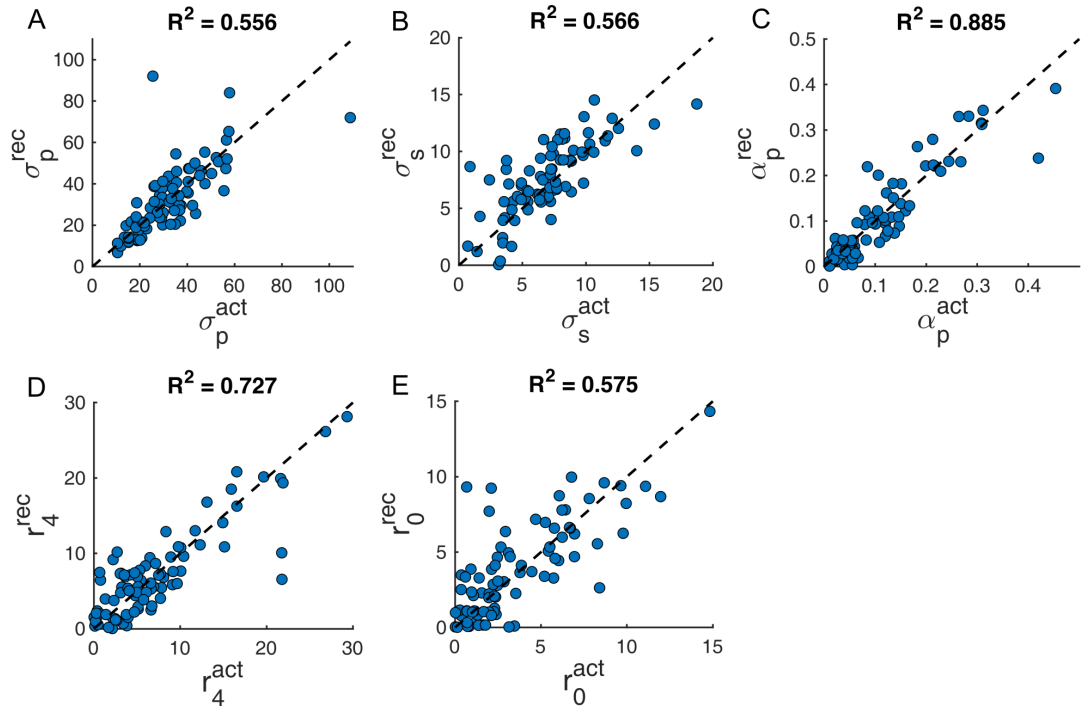 A R² = 0.556
100
80
60
40
20
0
σ_p^rec
0 20 40 60 80 100
σ_p^act
B R² = 0.566
20
15
10
5
0
σ_s^rec
0 5 10 15 20
σ_s^act
C R² = 0.885
0.5
0.4
0.3
0.2
0.1
0
α_p^rec
0 0.1 0.2 0.3 0.4
α_p^act
D R² = 0.727
30
20
10
0
r_4^rec
0 10 20 30
r_4^act
E R² = 0.575
15
10
5
0
r_0^rec
0 5 10 15
r_0^act